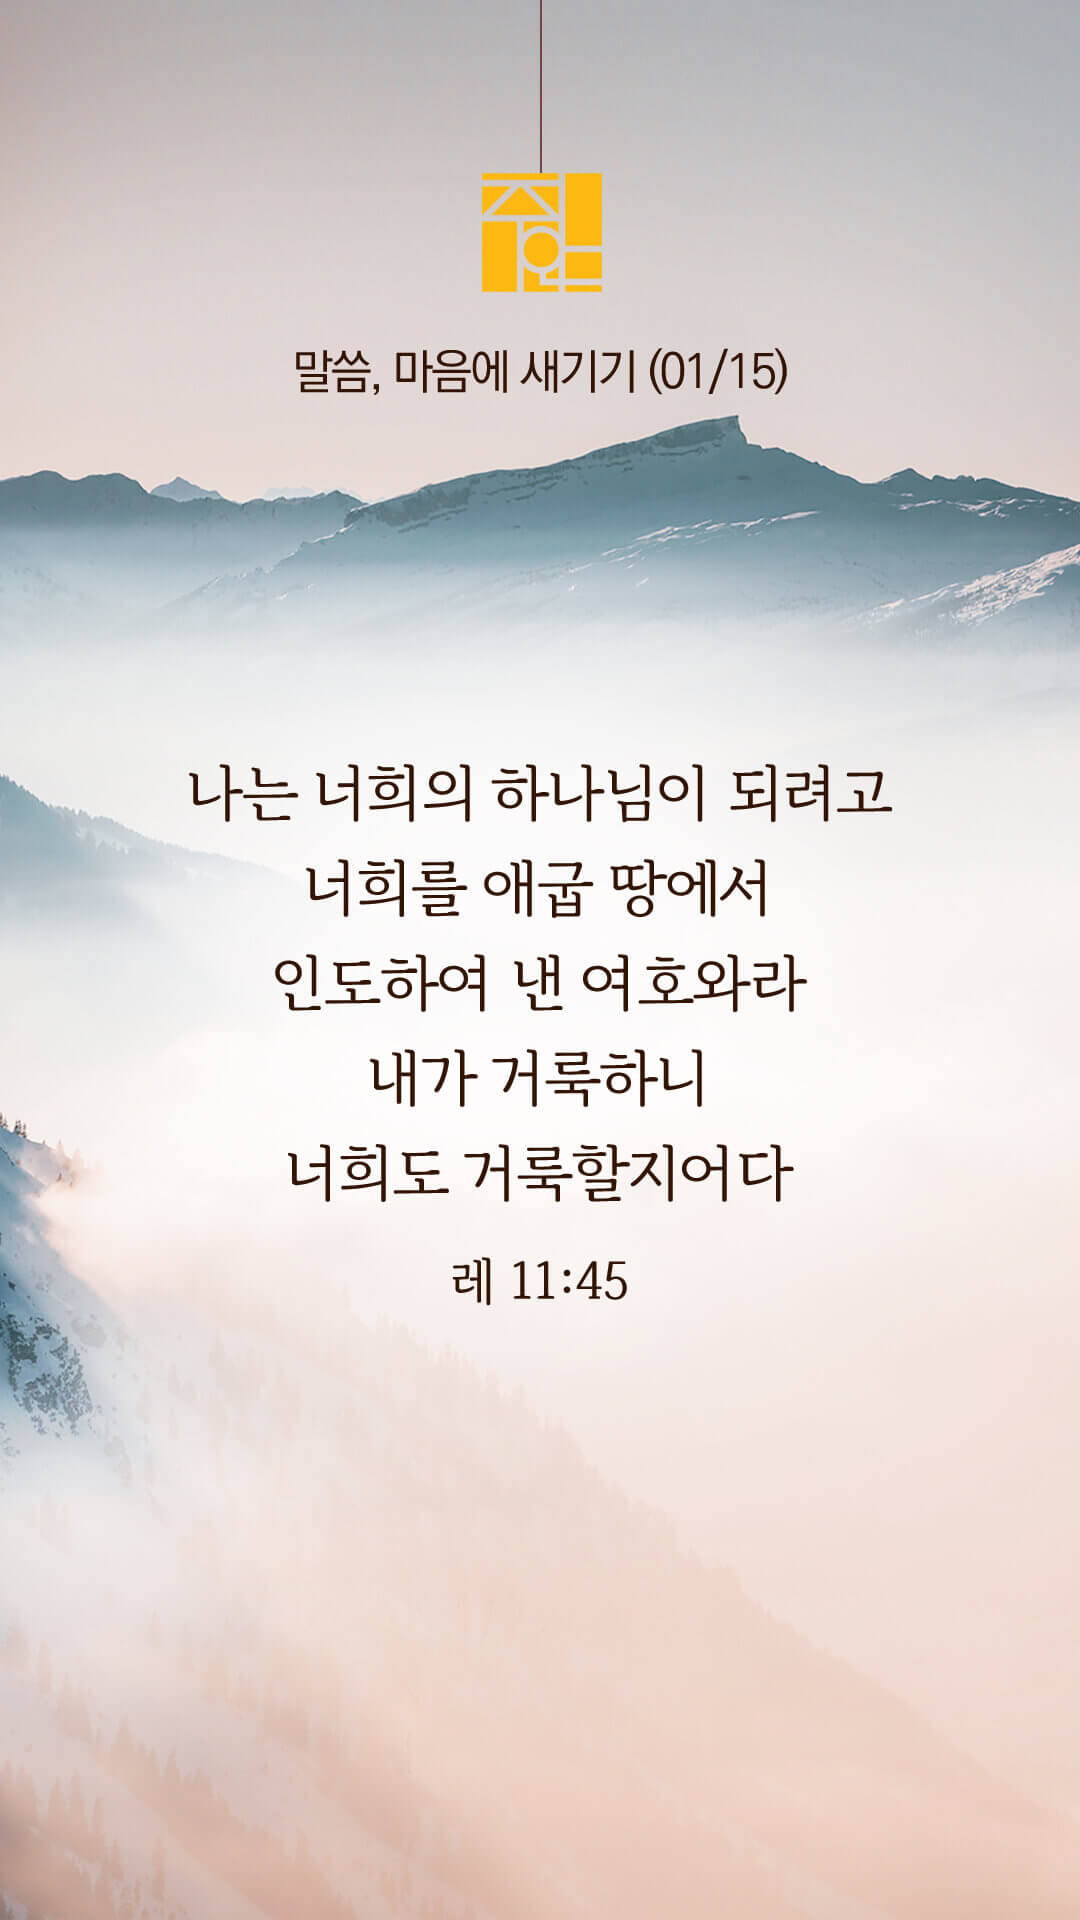 말씀, 마음에 새기기 (01/15)
나는 너희의 하나님이 되려고
너희를 애굽 땅에서
인도하여 낸 여호와라
내가 거룩하니
너희도 거룩할지어다
레 11:45